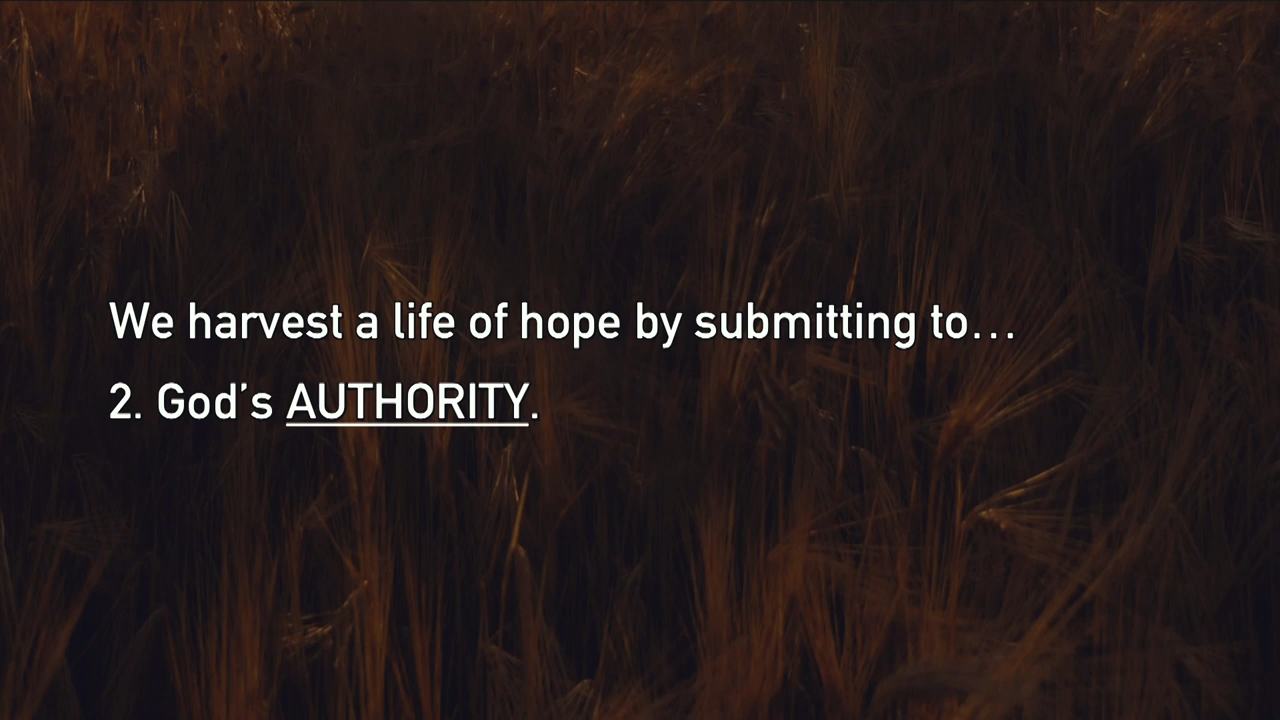 We harvest a life of hope by submitting to…
2. God’s AUTHORITY.